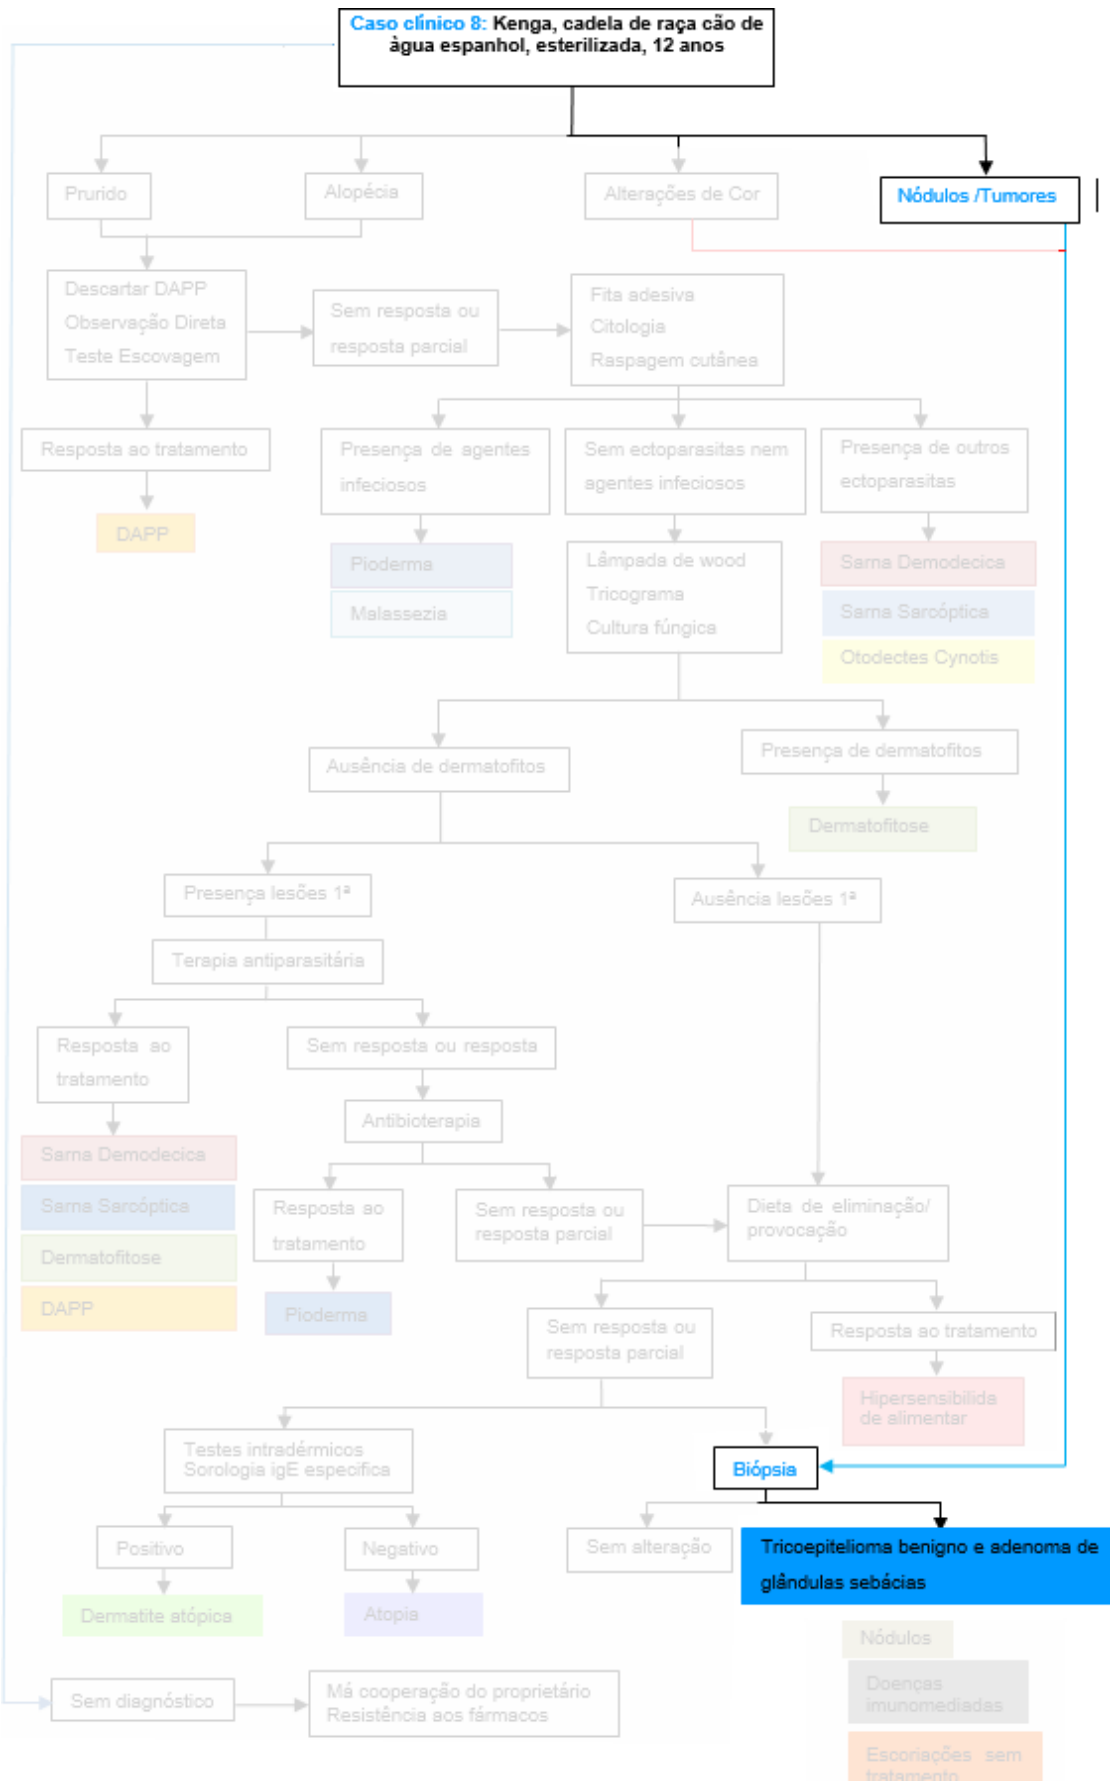 Caso clínico 8: Kenga, cadela de raça cão de
àgua espanhol, esterilizada, 12 anos
Prurido
Alopécia
Alterações de Cor
Nódulos /Tumores
Descartar DAPP
Observação Direta
Teste Escovagem
Sem resposta ou
resposta parcial
Fita adesiva
Citologia
Raspagem cutânea
Resposta ao tratamento
Presença de agentes
infeciosos
Sem ectoparasitas nem
agentes infeciosos
Presença de outros
ectoparasitas
DAPP
Pioderma
Malassezia
Lâmpada de wood
Tricograma
Cultura fúngica
Sarna Demodecica
Sarna Sarcóptica
Otodectes Cynotis
Ausência de dermatofitos
Presença de dermatofitos
Dermatofitose
Presença lesões 1ª
Ausência lesões 1ª
Terapia antiparasitária
Resposta ao
tratamento
Sem resposta ou resposta
Antibioterapia
Sarna Demodecica
Sarna Sarcóptica
Dermatofitose
DAPP
Resposta ao
tratamento
Sem resposta ou
resposta parcial
Dieta de eliminação/
provocação
Pioderma
Sem resposta ou
resposta parcial
Resposta ao tratamento
Hipersensibilida
de alimentar
Testes intradérmicos
Sorologia igE especifica
Biópsia
Positivo
Negativo
Sem alteração
Tricoepitelioma benigno e adenoma de
glândulas sebácias
Dermatite atópica
Atopia
Nódulos
Doenças
imunomediadas
Escoriações sem
tratamento
Sem diagnóstico
Má cooperação do proprietário
Resistência aos fármacos